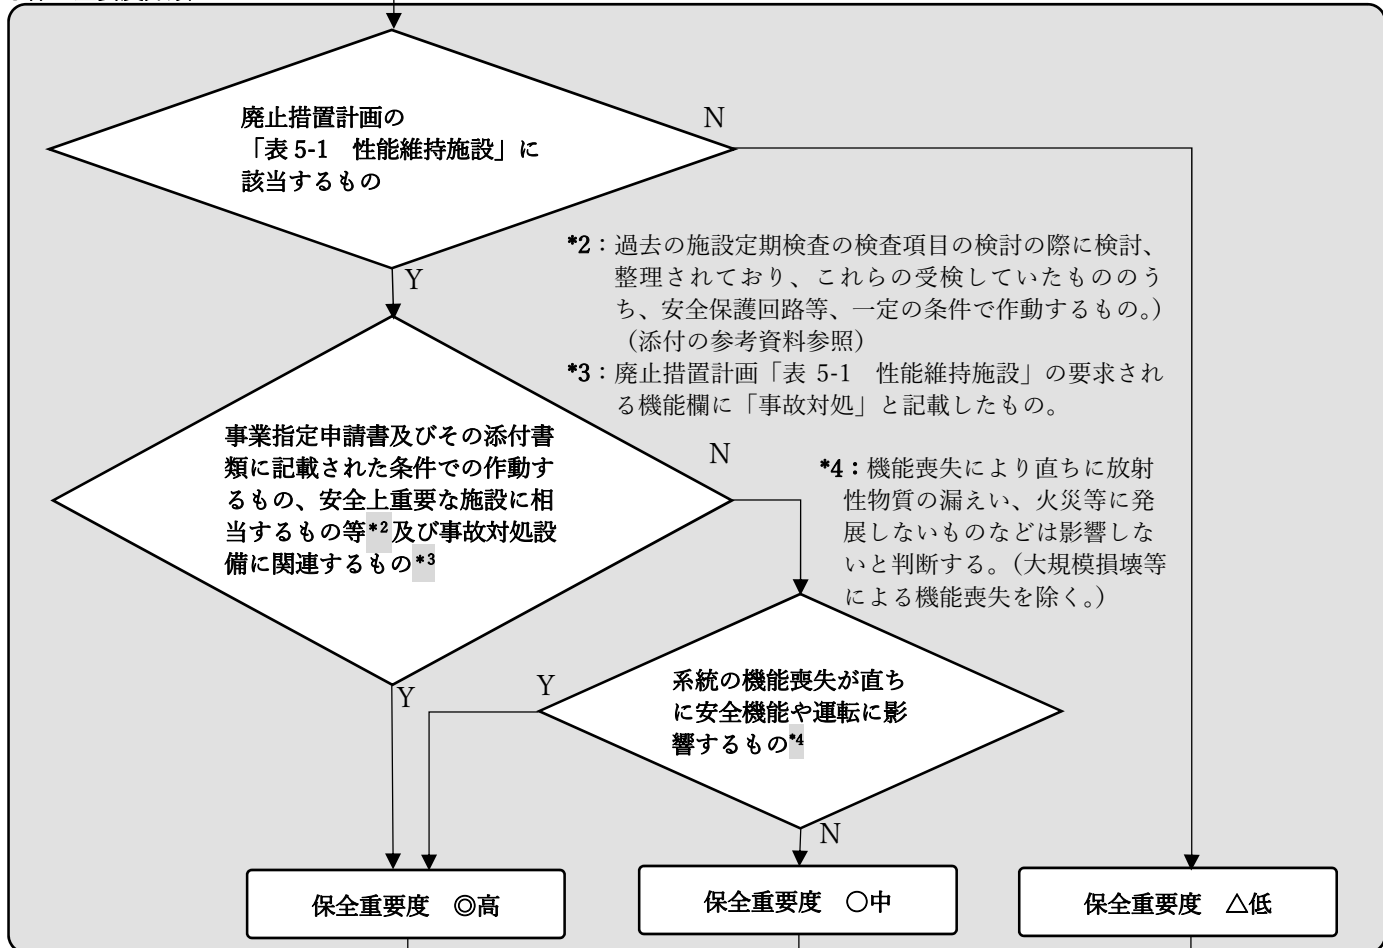 廃止措置計画の
「表 5-1　性能維持施設」に
該当するもの
N
Y
*2：過去の施設定期検査の検査項目の検討の際に検討、
整理されており、これらの受検していたもののう
ち、安全保護回路等、一定の条件で作動するもの。）
（添付の参考資料参照）
*3：廃止措置計画「表 5-1　性能維持施設」の要求され
る機能欄に「事故対処」と記載したもの。
事業指定申請書及びその添付書
類に記載された条件での作動す
るもの、安全上重要な施設に相
当するもの等*2及び事故対処設
備に関連するもの*3
N
Y
*4：機能喪失により直ちに放射
性物質の漏えい、火災等に発
展しないものなどは影響しな
いと判断する。（大規模損壊等
による機能喪失を除く。）
系統の機能喪失が直ち
に安全機能や運転に影
響するもの*4
Y
N
保全重要度　◎高
保全重要度　○中
保全重要度　△低